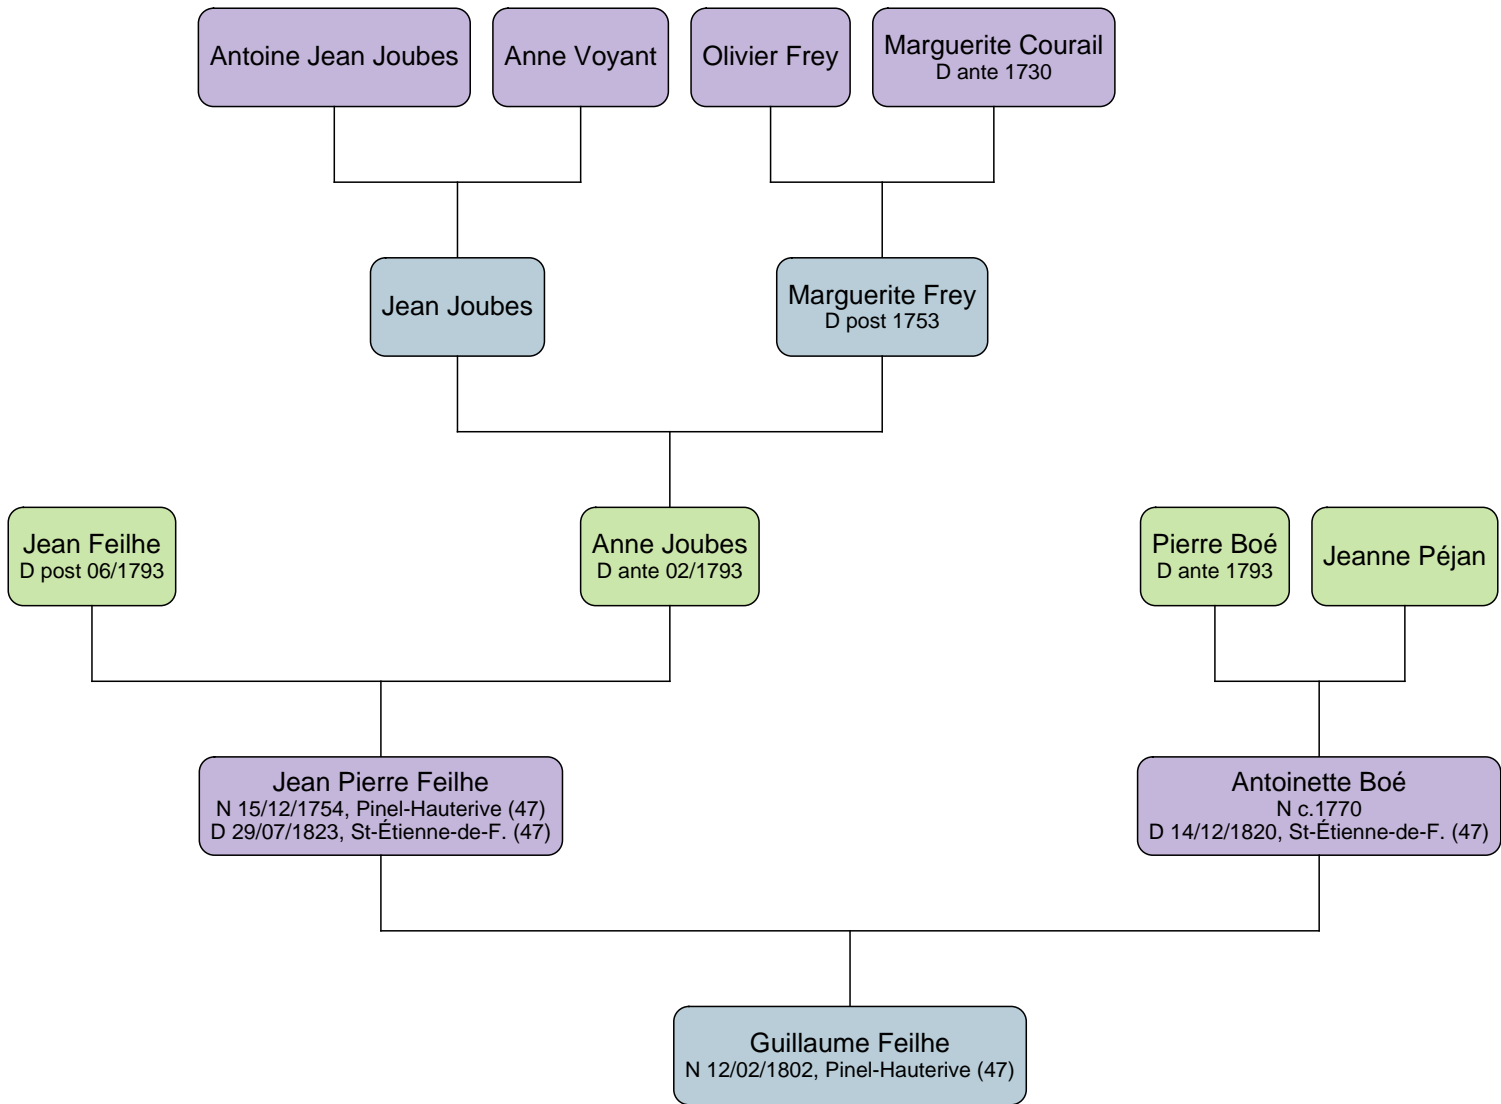 Antoine Jean Joubes
Anne Voyant
Olivier Frey
Marguerite Courail
D ante 1730
Jean Joubes
Marguerite Frey
D post 1753
Jean Feilhe
D post 06/1793
Anne Joubes
D ante 02/1793
Pierre Boé
D ante 1793
Jeanne Péjan
Jean Pierre Feilhe
N 15/12/1754, Pinel-Hauterive (47)
D 29/07/1823, St-Étienne-de-F. (47)
Antoinette Boé
N c.1770
D 14/12/1820, St-Étienne-de-F. (47)
Guillaume Feilhe
N 12/02/1802, Pinel-Hauterive (47)